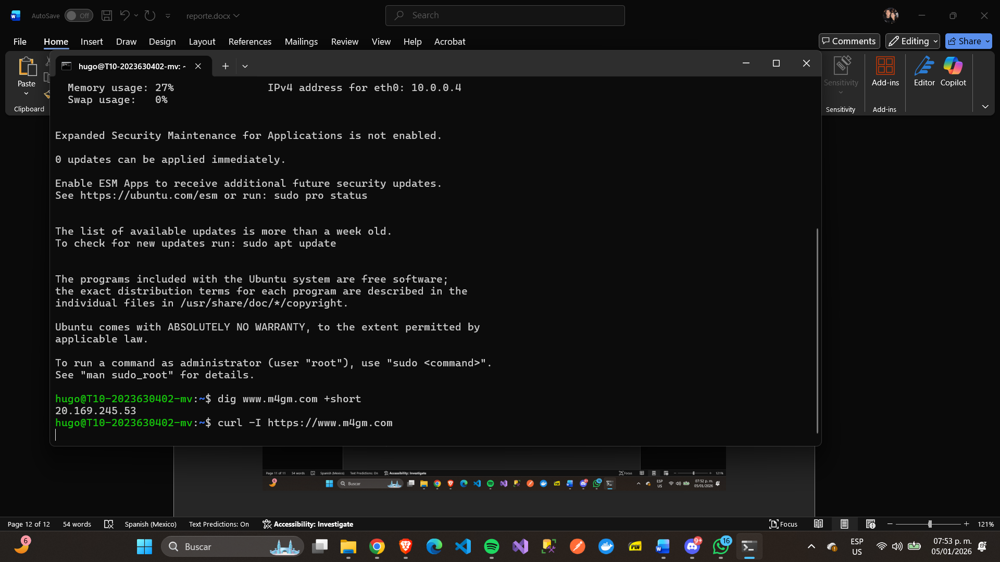 AutoSave
Off
reporte.docx
Search
File
Home
Insert
Draw
Design
Layout
References
Mailings
Review
View
Help
Acrobat
Comments
Editing
Share
Paste
Clipboard
Sensitivity
Sensitivity
Add-ins
Add-ins
Editor
Copilot
hugo@T10-2023630402-mv: ~
Memory usage: 27%
IPv4 address for eth0: 10.0.0.4
Swap usage: 0%
Expanded Security Maintenance for Applications is not enabled.
0 updates can be applied immediately.
Enable ESM Apps to receive additional future security updates.
See https://ubuntu.com/esm or run: sudo pro status
The list of available updates is more than a week old.
To check for new updates run: sudo apt update
The programs included with the Ubuntu system are free software;
the exact distribution terms for each program are described in the
individual files in /usr/share/doc/*/copyright.
Ubuntu comes with ABSOLUTELY NO WARRANTY, to the extent permitted by
applicable law.
To run a command as administrator (user "root"), use "sudo <command>".
See "man sudo_root" for details.
hugo@T10-2023630402-mv:~$ dig www.m4gm.com +short
20.169.245.53
hugo@T10-2023630402-mv:~$ curl -I https://www.m4gm.com
Page 11 of 11
54 words
Spanish (Mexico)
Text Predictions: On
Accessibility: Investigate
Focus
121%
Buscar
ESP
US
07:52 p. m.
05/01/2026
Page 12 of 12
54 words
Spanish (Mexico)
Text Predictions: On
Accessibility: Investigate
Focus
121%
6
Buscar
PDF
9+
16
ESP
US
07:53 p. m.
05/01/2026